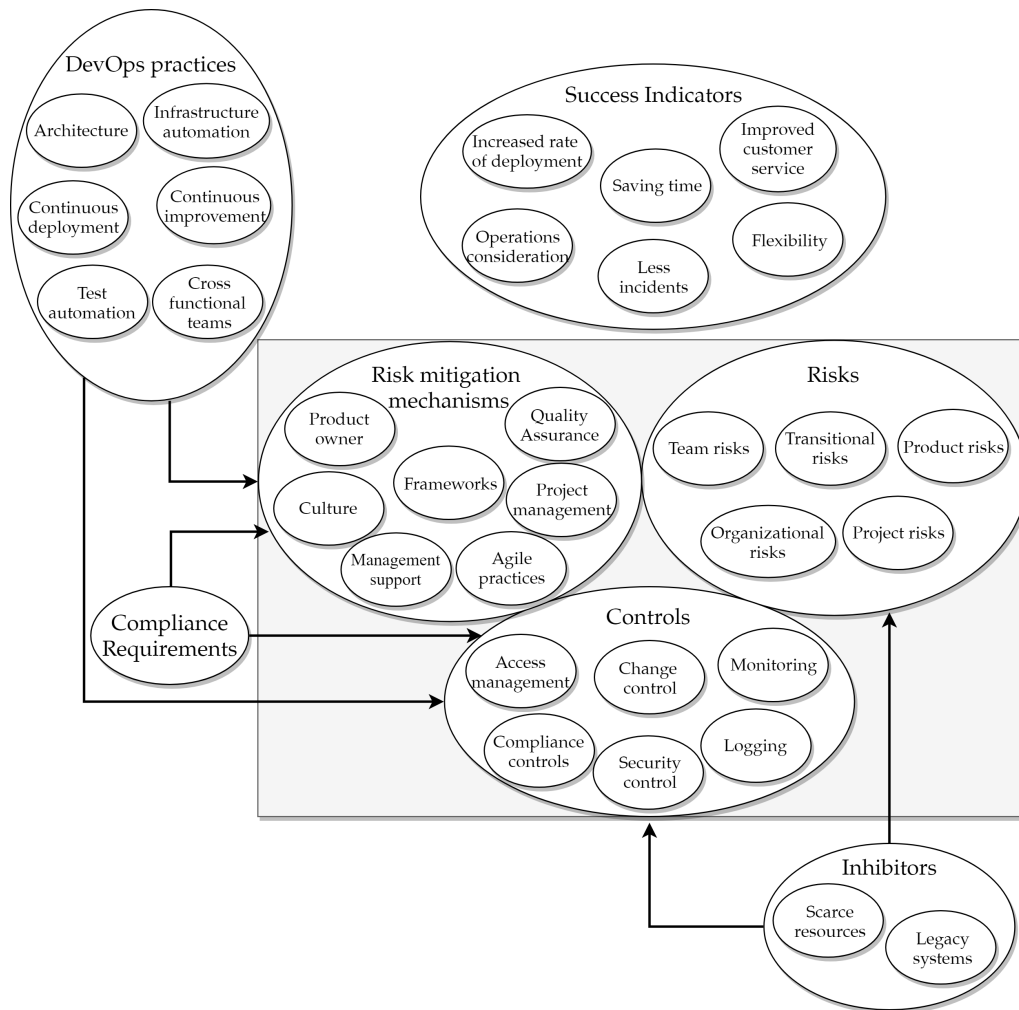 DevOps practices
Architecture
Infrastructure
automation
Continuous
deployment
Continuous
improvement
Test
automation
Cross
functional
teams
Success Indicators
Increased rate
of deployment
Saving time
Improved
customer
service
Operations
consideration
Less
incidents
Flexibility
Risk mitigation
mechanisms
Product
owner
Quality
Assurance
Frameworks
Culture
Project
management
Management
support
Agile
practices
Risks
Team risks
Transitional
risks
Product risks
Organizational
risks
Project risks
Compliance
Requirements
Controls
Access
management
Change
control
Monitoring
Compliance
controls
Security
control
Logging
Inhibitors
Scarce
resources
Legacy
systems